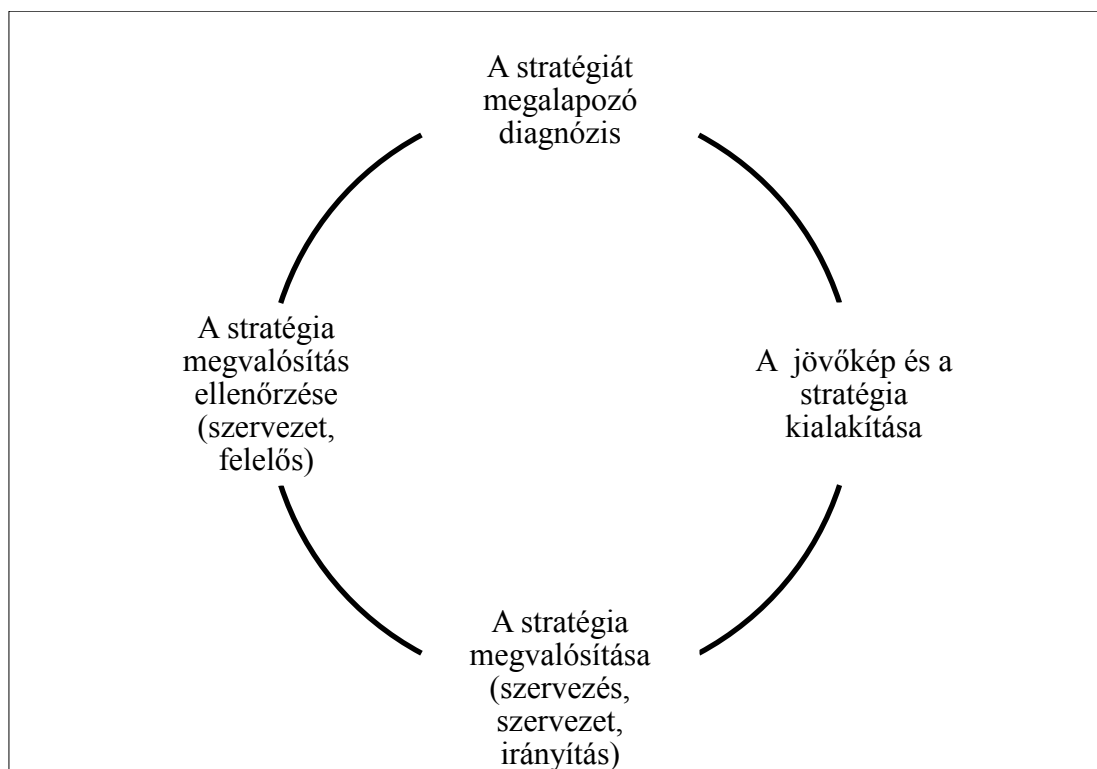 A stratégiát
megalapozó
diagnózis
A jövőkép és a
stratégia
kialakítása
A stratégia
megvalósítása
(szervezés,
szervezet,
irányítás)
A stratégia
megvalósítás
ellenőrzése
(szervezet,
felelős)